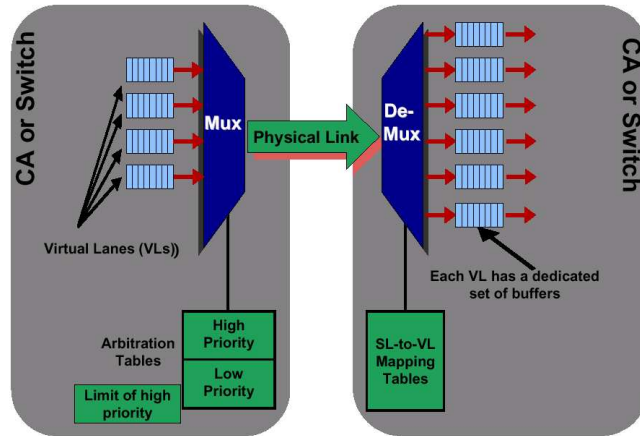 CA or Switch
Virtual Lanes (VLs))
Mux
Physical Link
De-
Mux
CA or Switch
Each VL has a dedicated
set of buffers
Arbitration
Tables
High
Priority
Low
Priority
Limit of high
priority
SL-to-VL
Mapping
Tables